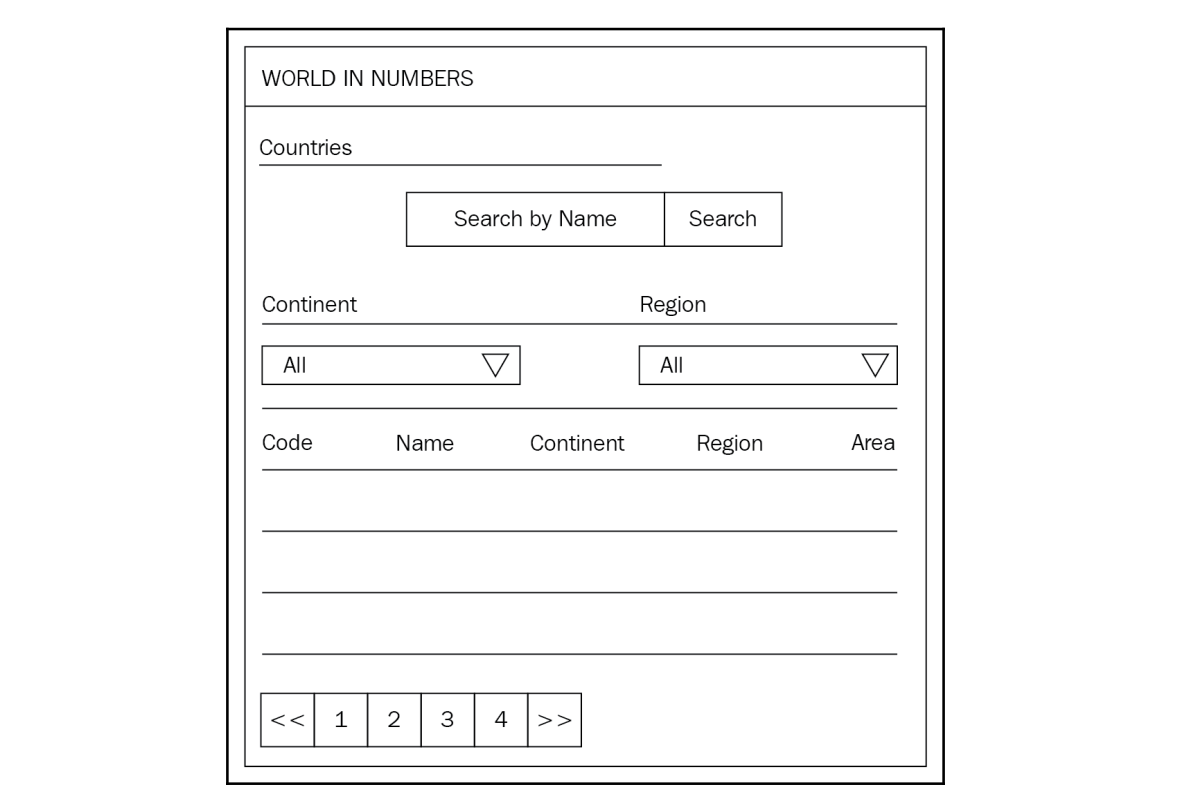 WORLD IN NUMBERS
Countries
Search by Name Search
Continent Region
All All
Code Name Continent Region Area
<< 1 2 3 4 >>